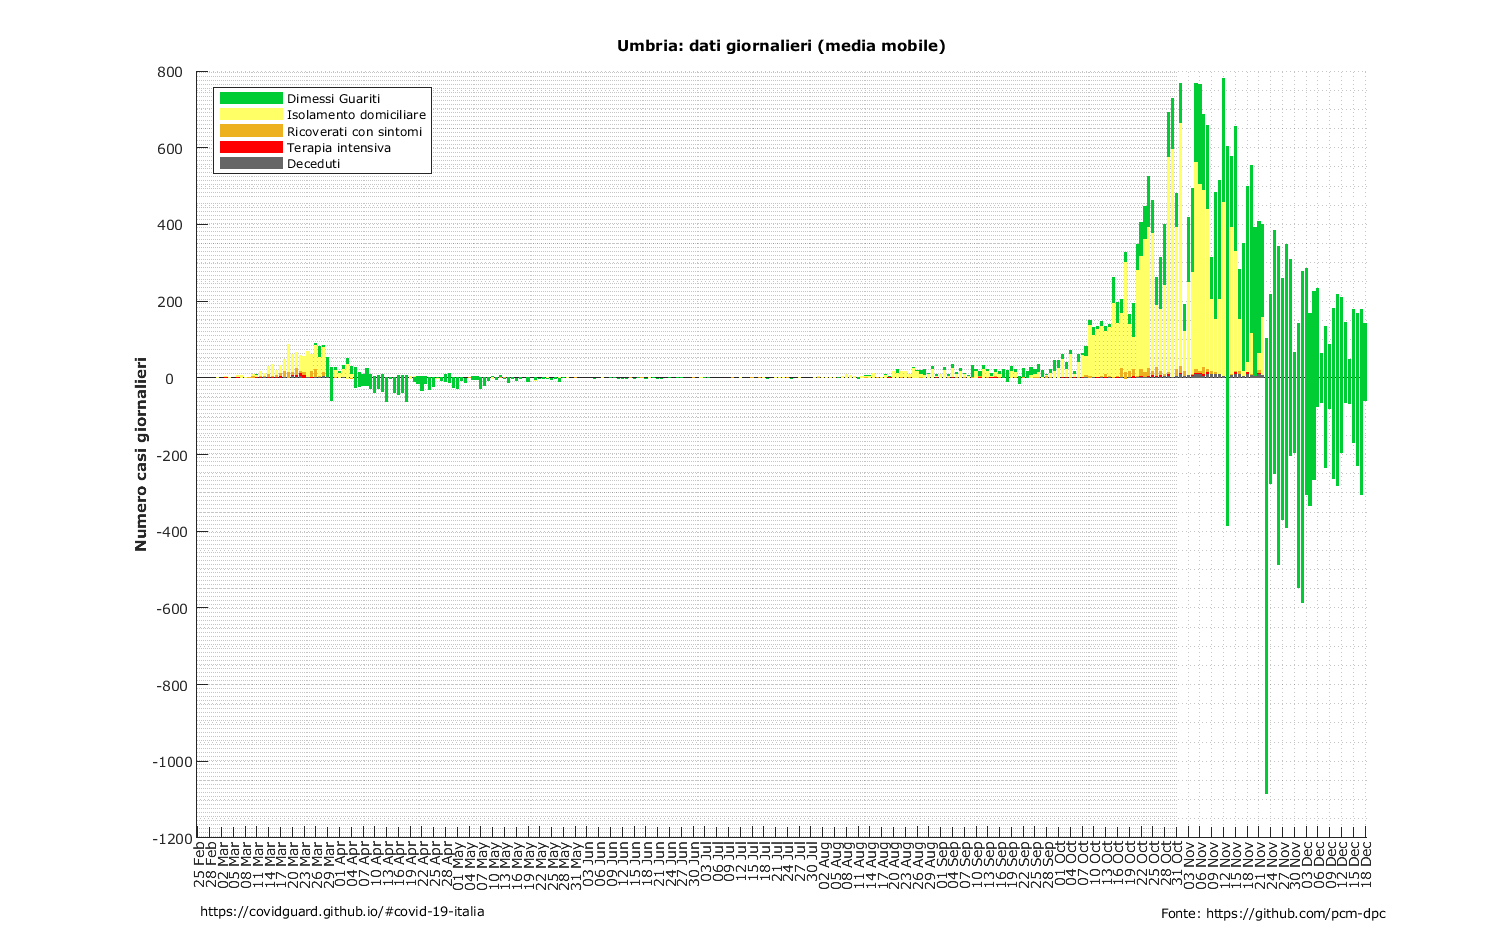 Umbria: dati giornalieri (media mobile)
Dimessi Guariti
Isolamento domiciliare
Ricoverati con sintomi
Terapia intensiva
Deceduti
Numero casi giornalieri
800
600
400
200
0
-200
-400
-600
-800
-1000
-1200
25 Feb
28 Feb
02 Mar
05 Mar
08 Mar
11 Mar
14 Mar
17 Mar
20 Mar
23 Mar
26 Mar
29 Mar
01 Apr
04 Apr
07 Apr
10 Apr
13 Apr
16 Apr
19 Apr
22 Apr
25 Apr
28 Apr
01 May
04 May
07 May
10 May
13 May
16 May
19 May
22 May
25 May
28 May
31 May
03 Jun
06 Jun
09 Jun
12 Jun
15 Jun
18 Jun
21 Jun
24 Jun
27 Jun
30 Jun
03 Jul
06 Jul
09 Jul
12 Jul
15 Jul
18 Jul
21 Jul
24 Jul
27 Jul
30 Jul
02 Aug
05 Aug
08 Aug
11 Aug
14 Aug
17 Aug
20 Aug
23 Aug
26 Aug
29 Aug
01 Sep
04 Sep
07 Sep
10 Sep
13 Sep
16 Sep
19 Sep
22 Sep
25 Sep
28 Sep
01 Oct
04 Oct
07 Oct
10 Oct
13 Oct
16 Oct
19 Oct
22 Oct
25 Oct
28 Oct
31 Oct
03 Nov
06 Nov
09 Nov
12 Nov
15 Nov
18 Nov
21 Nov
24 Nov
27 Nov
30 Nov
03 Dec
06 Dec
09 Dec
12 Dec
15 Dec
18 Dec
https://covidguard.github.io/#covid-19-italia
Fonte: https://github.com/pcm-dpc